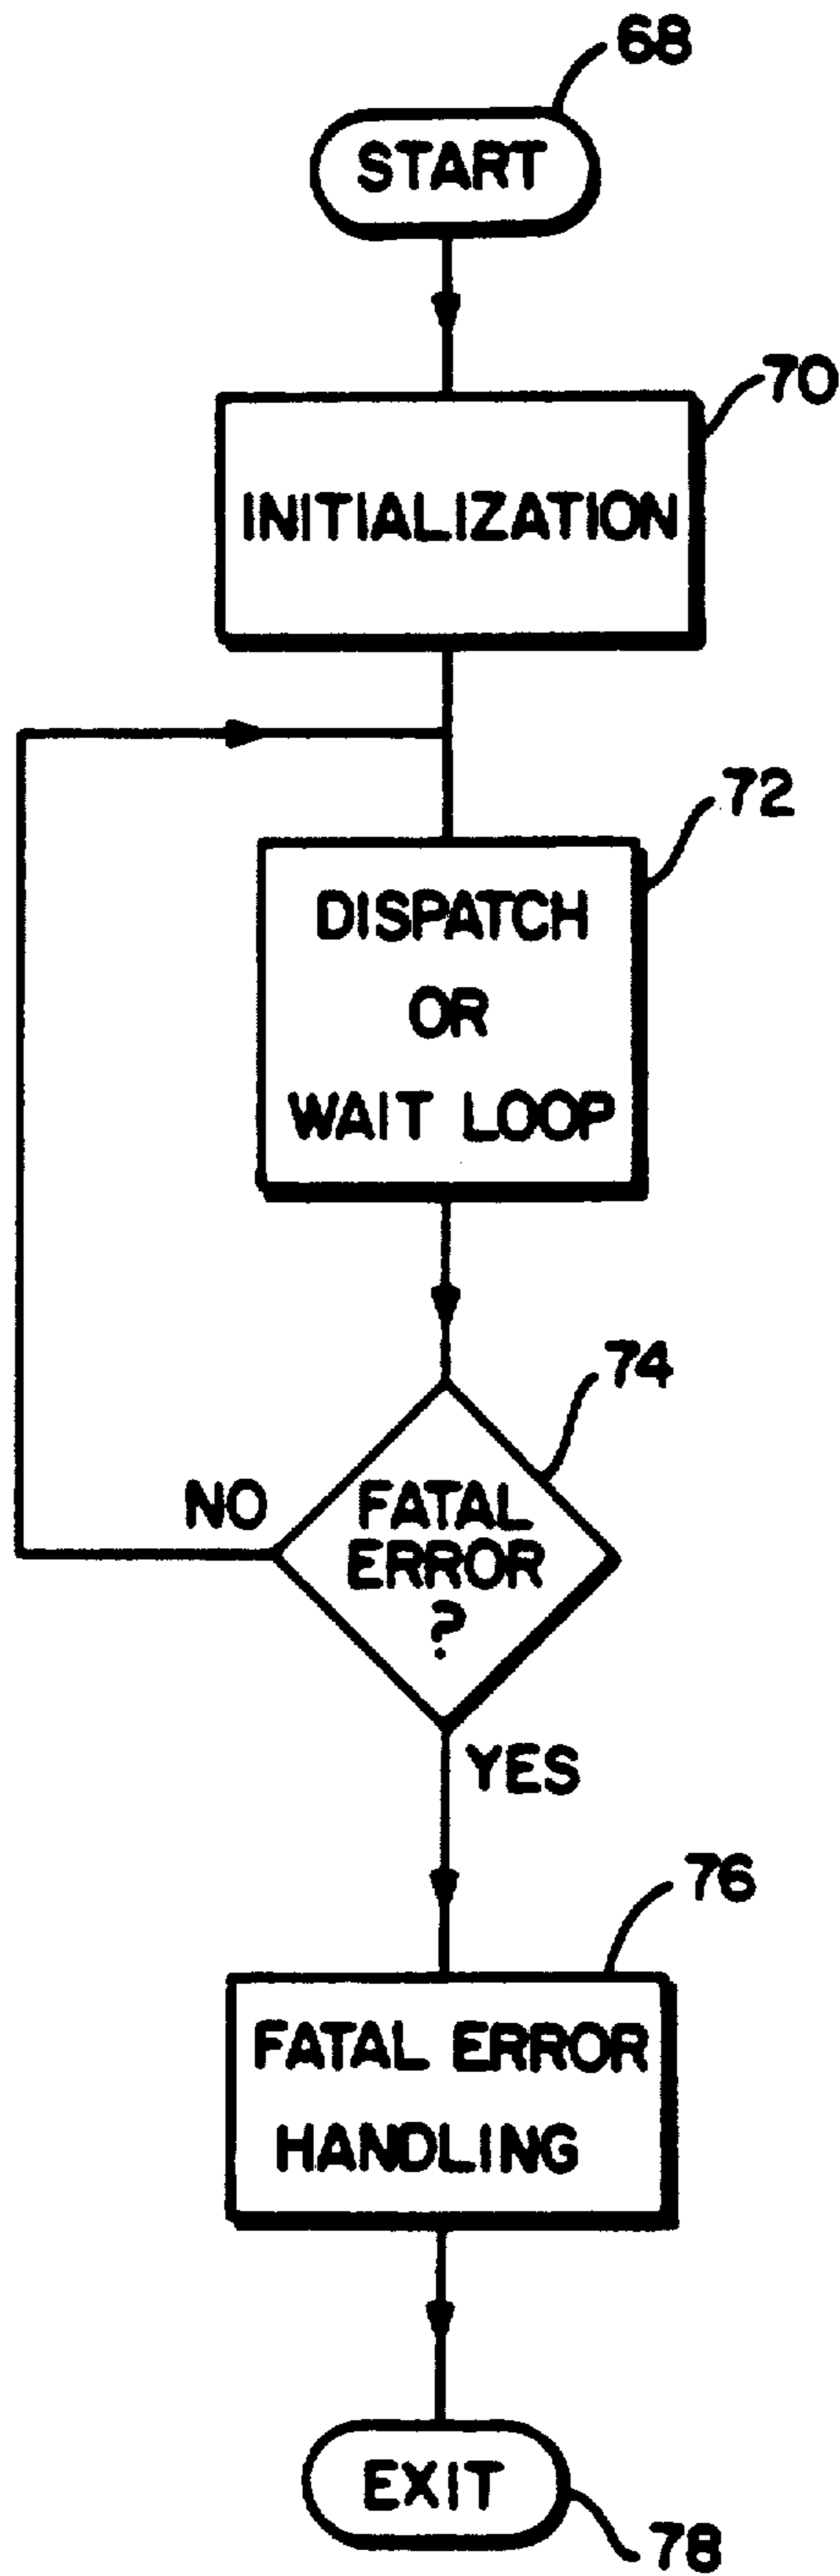 68
START
70
INITIALIZATION
72
DISPATCH
OR
WAIT LOOP
74
NO
FATAL
ERROR
?
YES
76
FATAL ERROR
HANDLING
EXIT
78